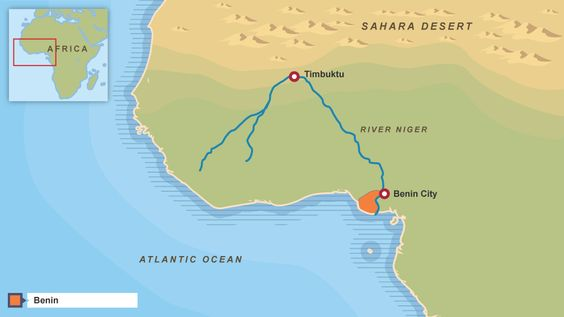 AFRICA
SAHARA DESERT
Timbuktu
RIVER NIGER
Benin City
ATLANTIC OCEAN
Benin